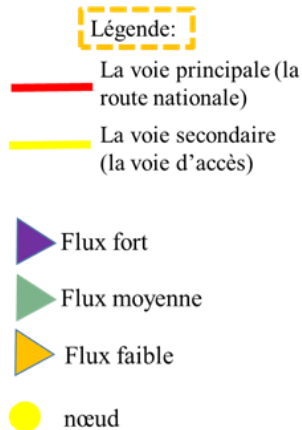 Légende:
La voie principale (la
route nationale)
La voie secondaire
(la voie d’accès)
Flux fort
Flux moyenne
Flux faible
nœud